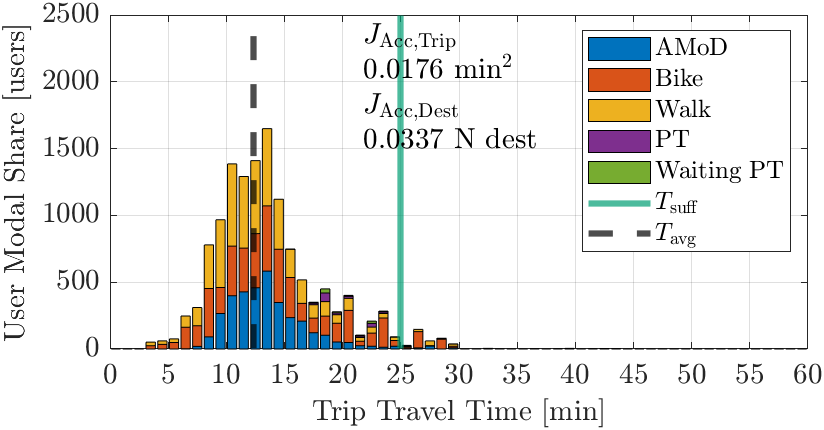 2500
2000
1500
1000
500
0
User Modal Share [users]
J_Acc,Trip
0.0176 min²
J_Acc,Dest
0.0337 N dest
AMoD
Bike
Walk
PT
Waiting PT
T_suff
T_avg
0 5 10 15 20 25 30 35 40 45 50 55 60
Trip Travel Time [min]